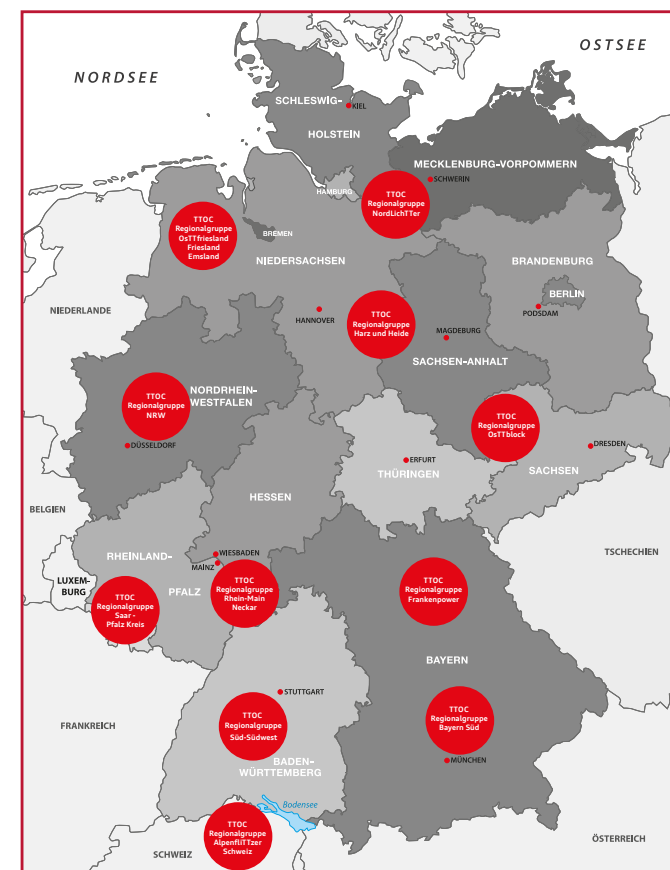 OSTSEE
NORDSEE
SCHLESWIG-
KIEL
HOLSTEIN
MECKLENBURG-VORPOMMERN
SCHWERIN
HAMBURG
TTOC
Regionalgruppe
NordLichTTer
TTOC
Regionalgruppe
OsTTfriesland
Friesland
Emsland
BREMEN
NIEDERSACHSEN
BRANDENBURG
BERLIN
PODSDAM
NIEDERLANDE
HANNOVER
TTOC
Regionalgruppe
Harz und Heide
MAGDEBURG
SACHSEN-ANHALT
NORDRHEIN-
WESTFALEN
TTOC
Regionalgruppe
NRW
DÜSSELDORF
TTOC
Regionalgruppe
OsTTblock
DRESDEN
SACHSEN
ERFURT
THÜRINGEN
HESSEN
BELGIEN
TSCHECHIEN
RHEINLAND-
PFALZ
WIESBADEN
MAINZ
LUXEM-
BURG
TTOC
Regionalgruppe
Saar -
Pfalz Kreis
TTOC
Regionalgruppe
Rhein-Main
Neckar
TTOC
Regionalgruppe
Frankenpower
BAYERN
STUTTGART
FRANKREICH
TTOC
Regionalgruppe
Süd-Südwest
TTOC
Regionalgruppe
Bayern Süd
MÜNCHEN
BADEN-
WÜRTTEMBERG
Bodensee
TTOC
Regionalgruppe
AlpenfliTTzer
Schweiz
SCHWEIZ
ÖSTERREICH